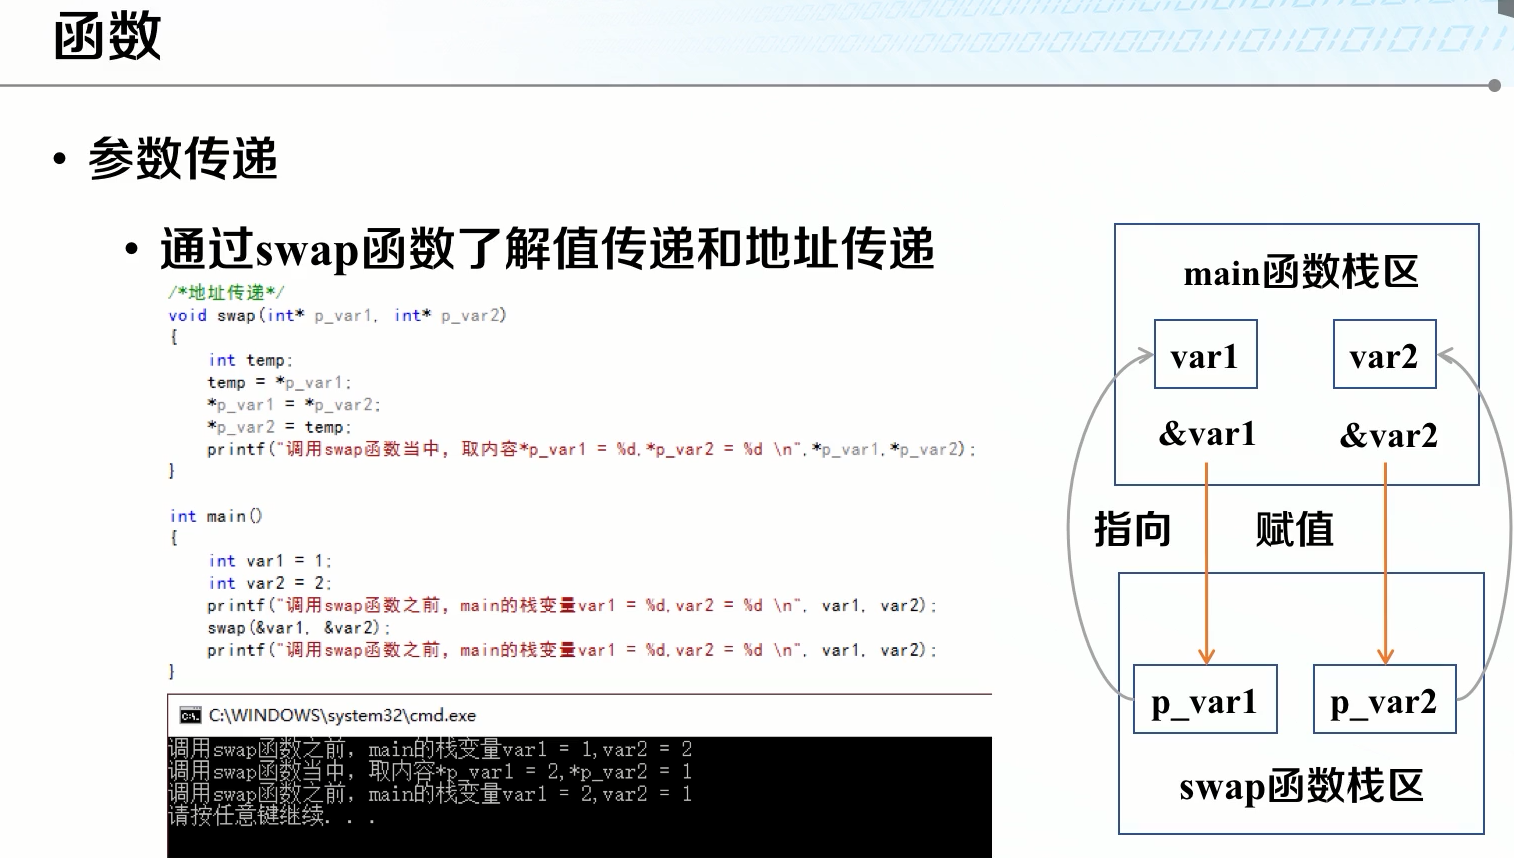 函数
• 参数传递
• 通过swap函数了解值传递和地址传递
/*地址传递*/
void swap(int* p_var1, int* p_var2)
{
int temp;
temp = *p_var1;
*p_var1 = *p_var2;
*p_var2 = temp;
printf("调用swap函数当中，取内容*p_var1 = %d,*p_var2 = %d \n",*p_var1,*p_var2);
}
int main()
{
int var1 = 1;
int var2 = 2;
printf("调用swap函数之前，main的栈变量var1 = %d,var2 = %d \n", var1, var2);
swap(&var1, &var2);
printf("调用swap函数之前，main的栈变量var1 = %d,var2 = %d \n", var1, var2);
}
C:\WINDOWS\system32\cmd.exe
调用swap函数之前，main的栈变量var1 = 1,var2 = 2
调用swap函数当中，取内容*p_var1 = 2,*p_var2 = 1
调用swap函数之前，main的栈变量var1 = 2,var2 = 1
请按任意键继续. . .
main函数栈区
var1 var2
&var1 &var2
指向 赋值
p_var1 p_var2
swap函数栈区